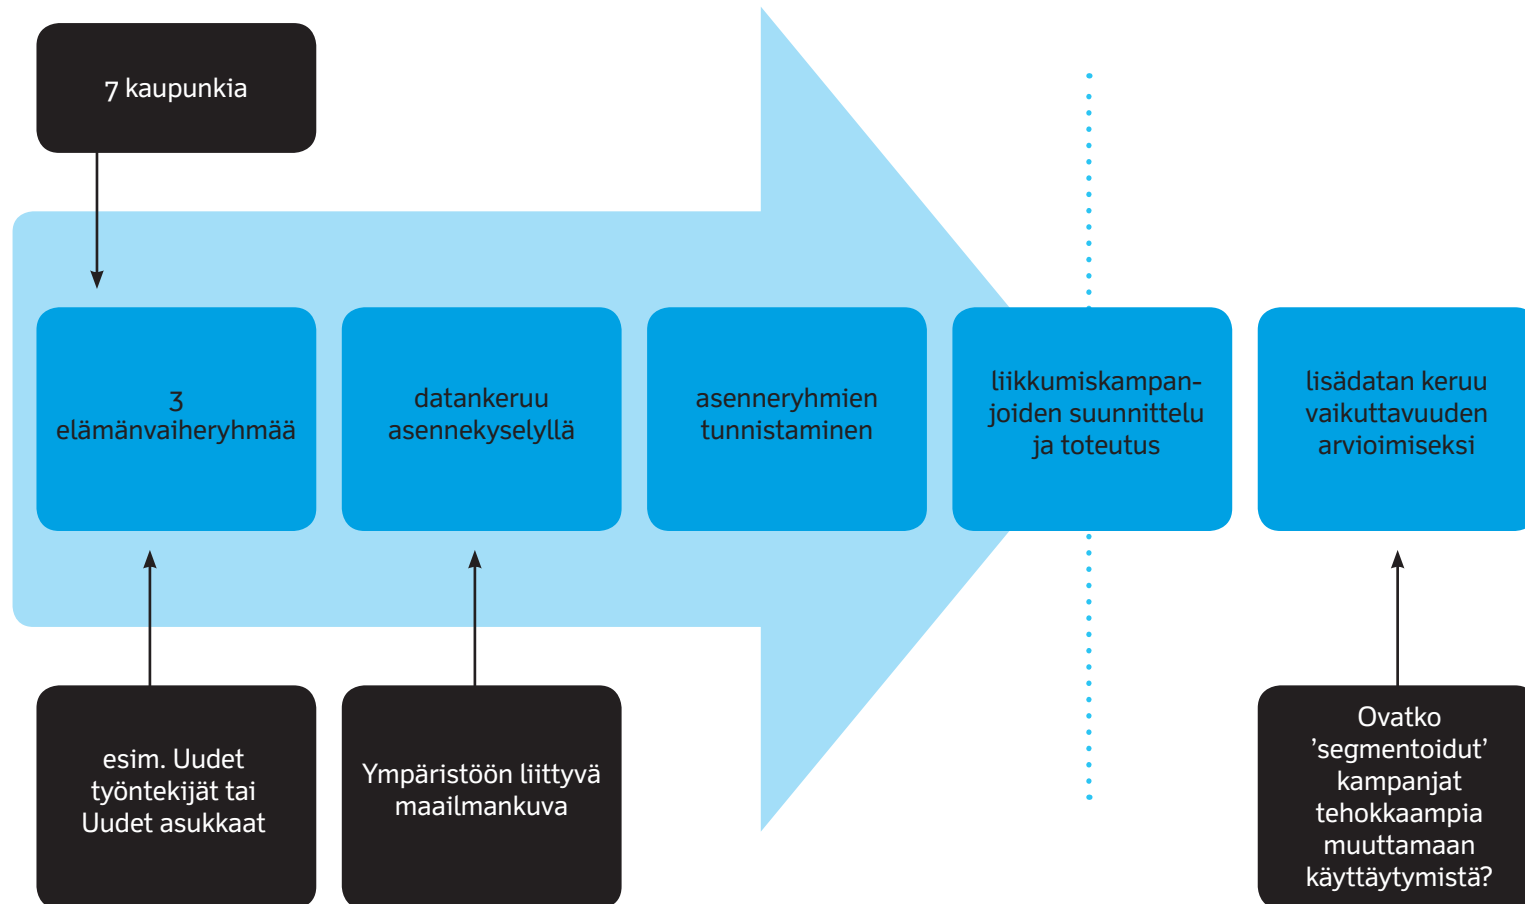 7 kaupunkia
3
elämänvaiheryhmää
datankeruu
asennekyselyllä
asenneryhmien
tunnistaminen
liikkumiskampan-
joiden suunnittelu
ja toteutus
lisädatan keruu
vaikuttavuuden
arvioimiseksi
esim. Uudet
työntekijät tai
Uudet asukkaat
Ympäristöön liittyvä
maailmankuva
Ovatko
’segmentoidut’
kampanjat
tehokkaampia
muuttamaan
käyttäytymistä?